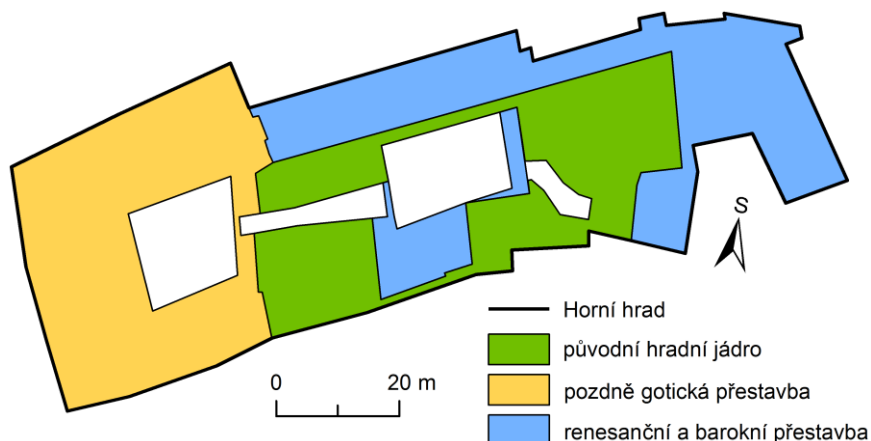 S
Horní hrad
původní hradní jádro
pozdně gotická přestavba
renesanční a barokní přestavba
0 20 m